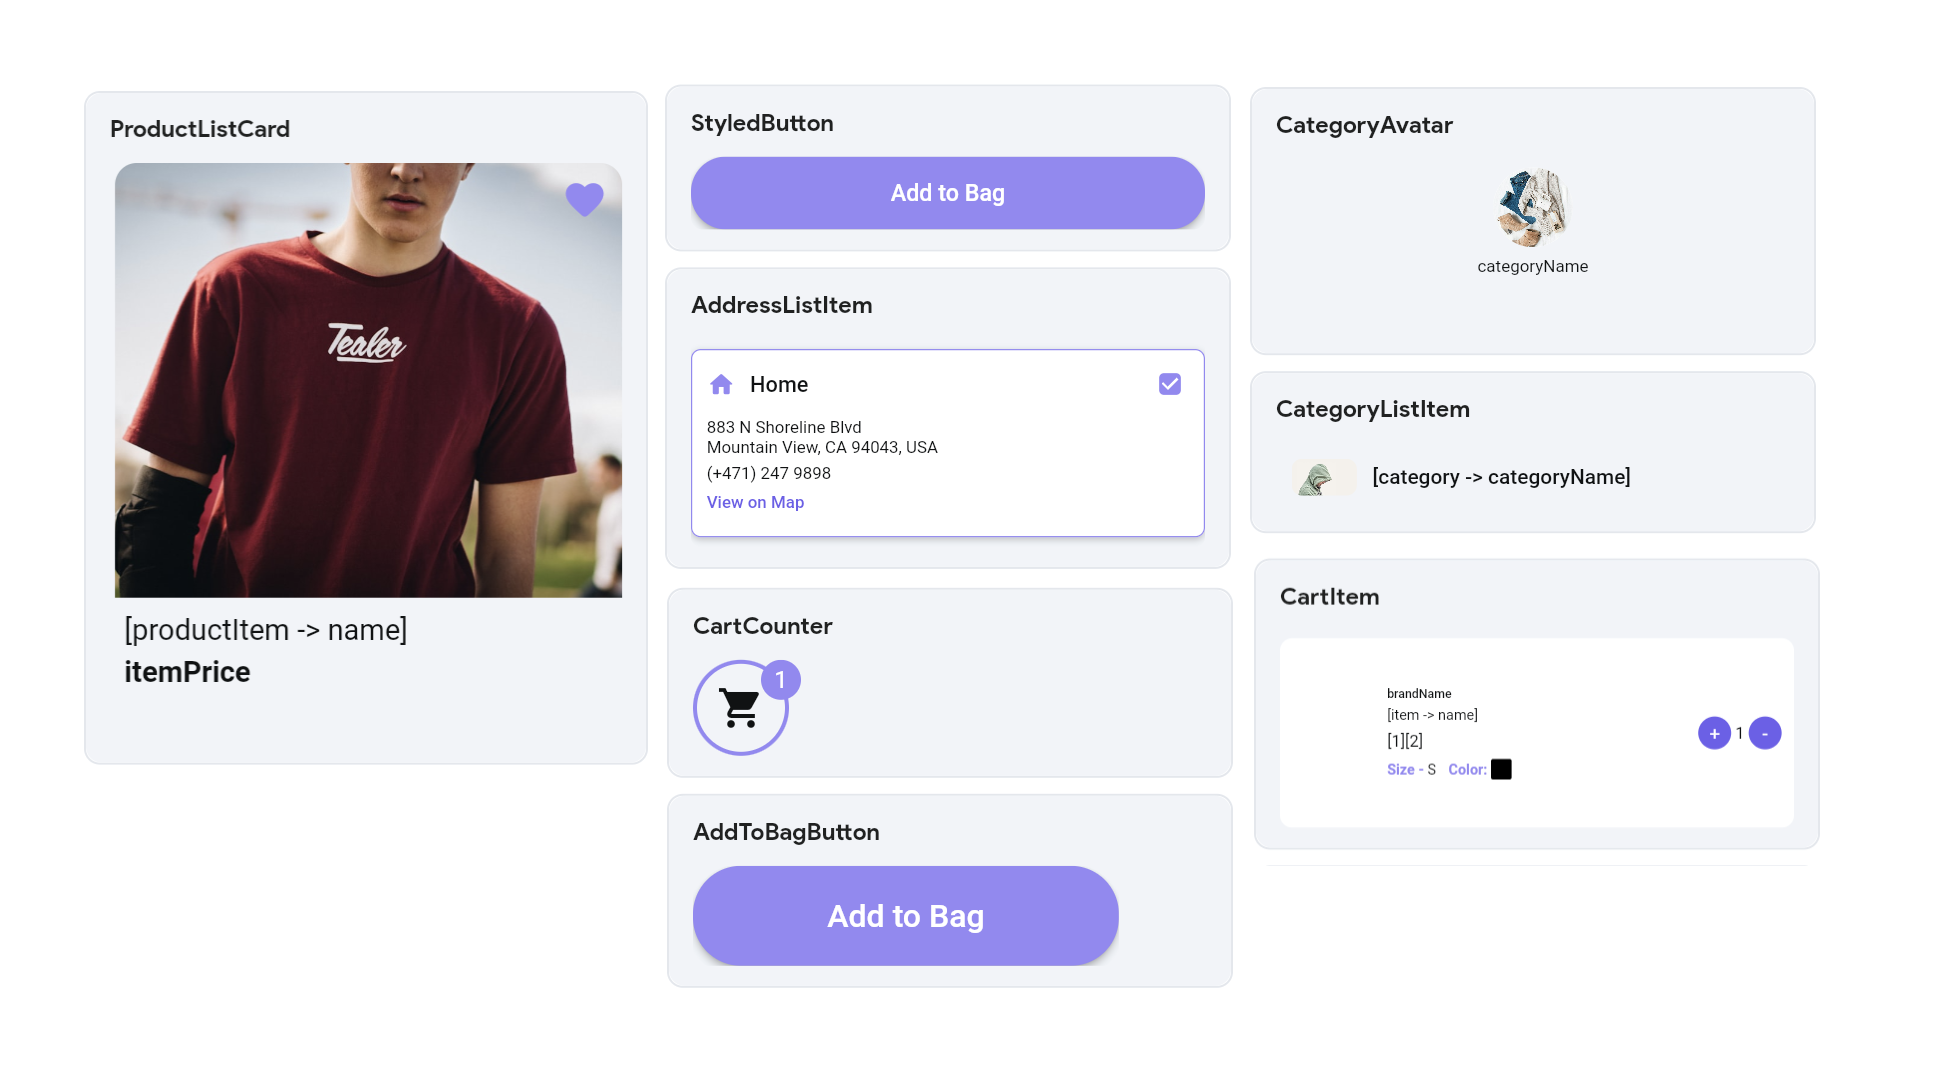 ProductListCard
Tealer
[productItem -> name]
itemPrice
StyledButton
Add to Bag
AddressListItem
Home
883 N Shoreline Blvd
Mountain View, CA 94043, USA
(+471) 247 9898
View on Map
CartCounter
1
AddToBagButton
Add to Bag
CategoryAvatar
categoryName
CategoryListItem
[category -> categoryName]
CartItem
brandName
[item -> name]
[1][2]
+ 1 -
Size - S Color: